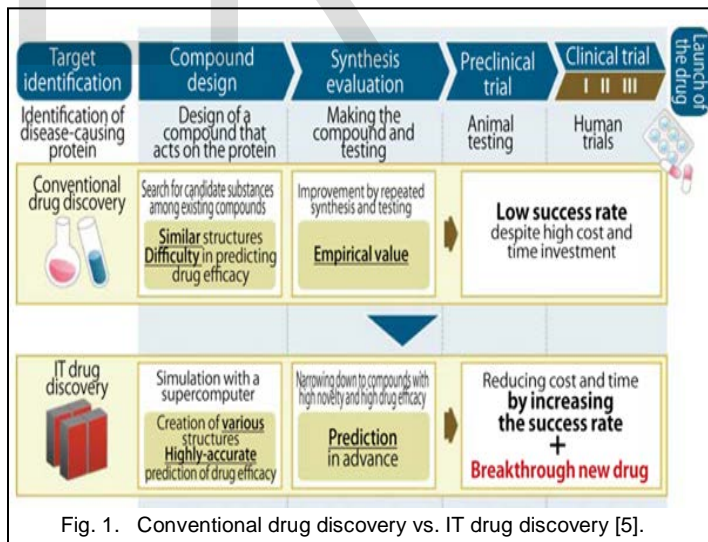 Target
identification
Compound
design
Synthesis
evaluation
Preclinical
trial
Clinical trial
I II III
Launch of
the drug
Identification of
disease-causing
protein
Design of a
compound that
acts on the protein
Making the
compound and
testing
Animal
testing
Human
trials
Conventional
drug discovery
Search for candidate substances
among existing compounds
Similar structures
Difficulty in predicting
drug efficacy
Improvement by repeated
synthesis and testing
Empirical value
Low success rate
despite high cost and
time investment
IT drug
discovery
Simulation with a
supercomputer
Creation of various
structures
Highly-accurate
prediction of drug efficacy
Narrowing down to compounds with
high novelty and high drug efficacy
Prediction
in advance
Reducing cost and time
by increasing
the success rate
+
Breakthrough new drug
Fig. 1. Conventional drug discovery vs. IT drug discovery [5].